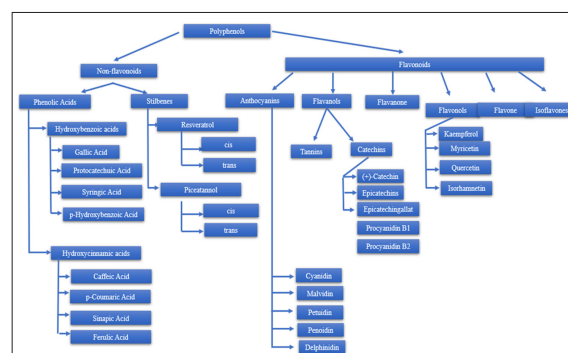 Polyphenols
Non-flavonoids
Flavonoids
Phenolic Acids
Stilbenes
Anthocyanins
Flavanols
Flavanone
Flavonols
Flavone
Isoflavones
Hydroxybenzoic acids
Gallic Acid
Protocatechuic Acid
Syringic Acid
p-Hydroxybenzoic Acid
Hydroxycinnamic acids
Caffeic Acid
p-Coumaric Acid
Sinapic Acid
Ferulic Acid
Resveratrol
cis
trans
Piceatannol
cis
trans
Cyanidin
Malvidin
Petuidin
Penoidin
Delphinidin
Tannins
Catechins
(+)-Catechin
Epicatechins
Epicatechingallat
Procyanidin B1
Procyanidin B2
Kaempferol
Myricetin
Quercetin
Isorhamnetin